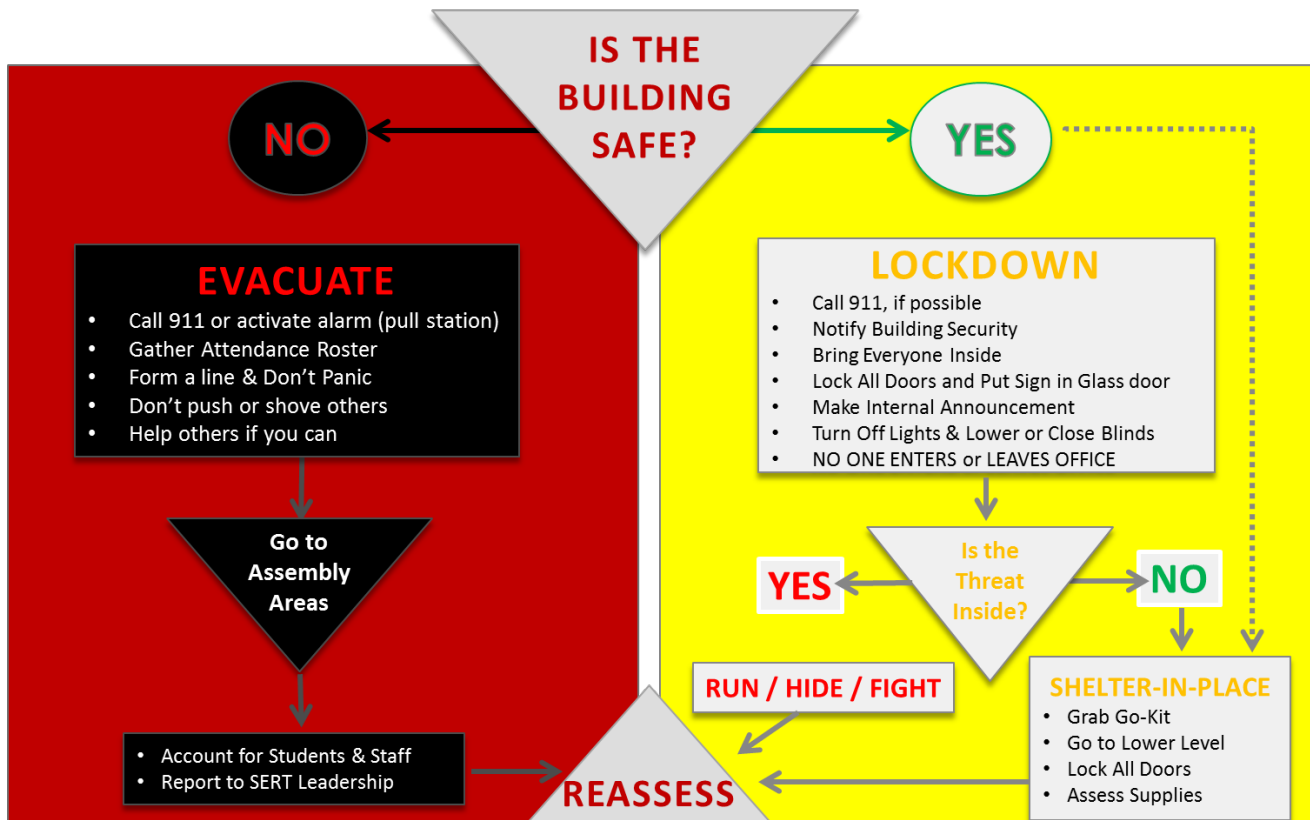 IS THE
BUILDING
SAFE?
NO
YES
EVACUATE
• Call 911 or activate alarm (pull station)
• Gather Attendance Roster
• Form a line & Don't Panic
• Don't push or shove others
• Help others if you can
Go to
Assembly
Areas
• Account for Students & Staff
• Report to SERT Leadership
LOCKDOWN
• Call 911, if possible
• Notify Building Security
• Bring Everyone Inside
• Lock All Doors and Put Sign in Glass door
• Make Internal Announcement
• Turn Off Lights & Lower or Close Blinds
• NO ONE ENTERS or LEAVES OFFICE
Is the
Threat
Inside?
YES
NO
RUN / HIDE / FIGHT
SHELTER-IN-PLACE
• Grab Go-Kit
• Go to Lower Level
• Lock All Doors
• Assess Supplies
REASSESS